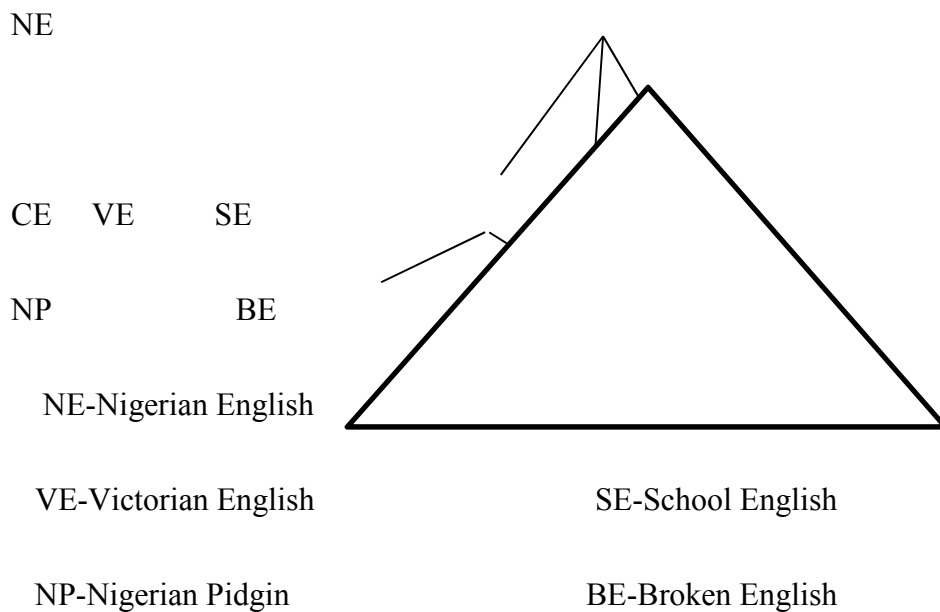 NE
CE VE SE
NP BE
NE-Nigerian English
VE-Victorian English SE-School English
NP-Nigerian Pidgin BE-Broken English